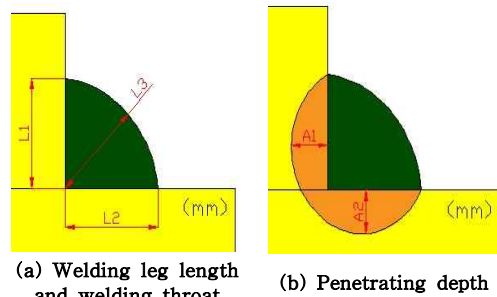 L1
L3
L2
(mm)
A1
A2
(mm)
(a) Welding leg length
and welding throat
(b) Penetrating depth